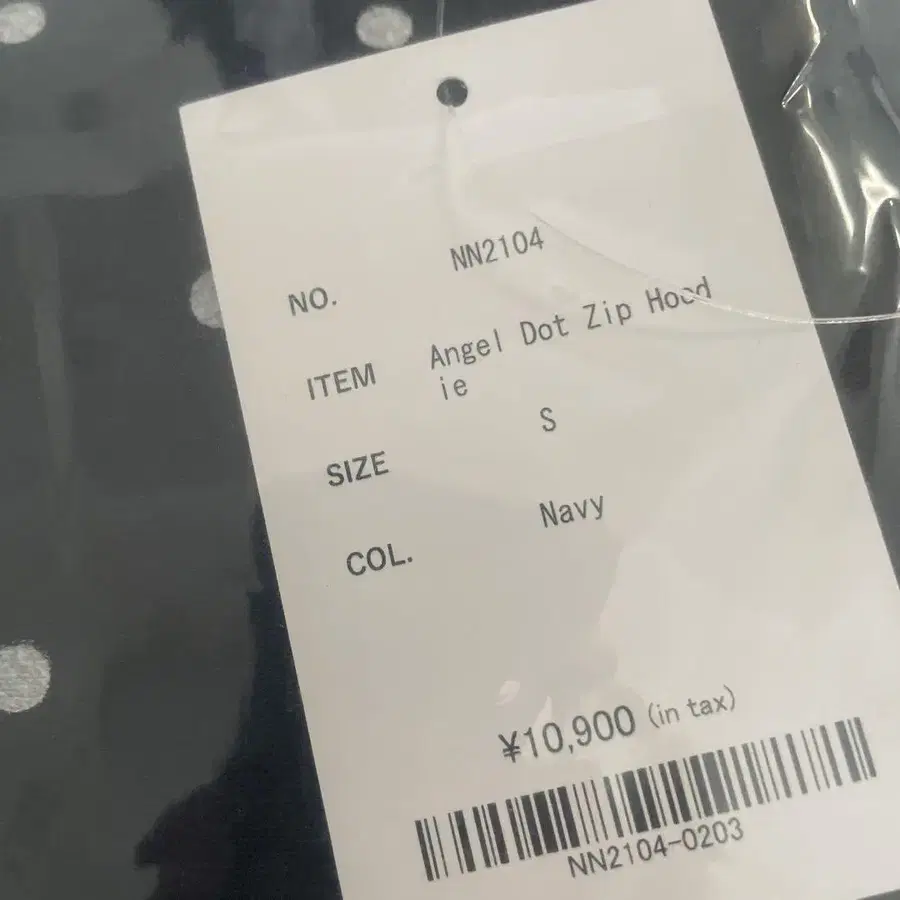 NO. NN2104
ITEM Angel Dot Zip Hood
ie
SIZE S
COL. Navy
¥10,900 (in tax)
NN2104-0203